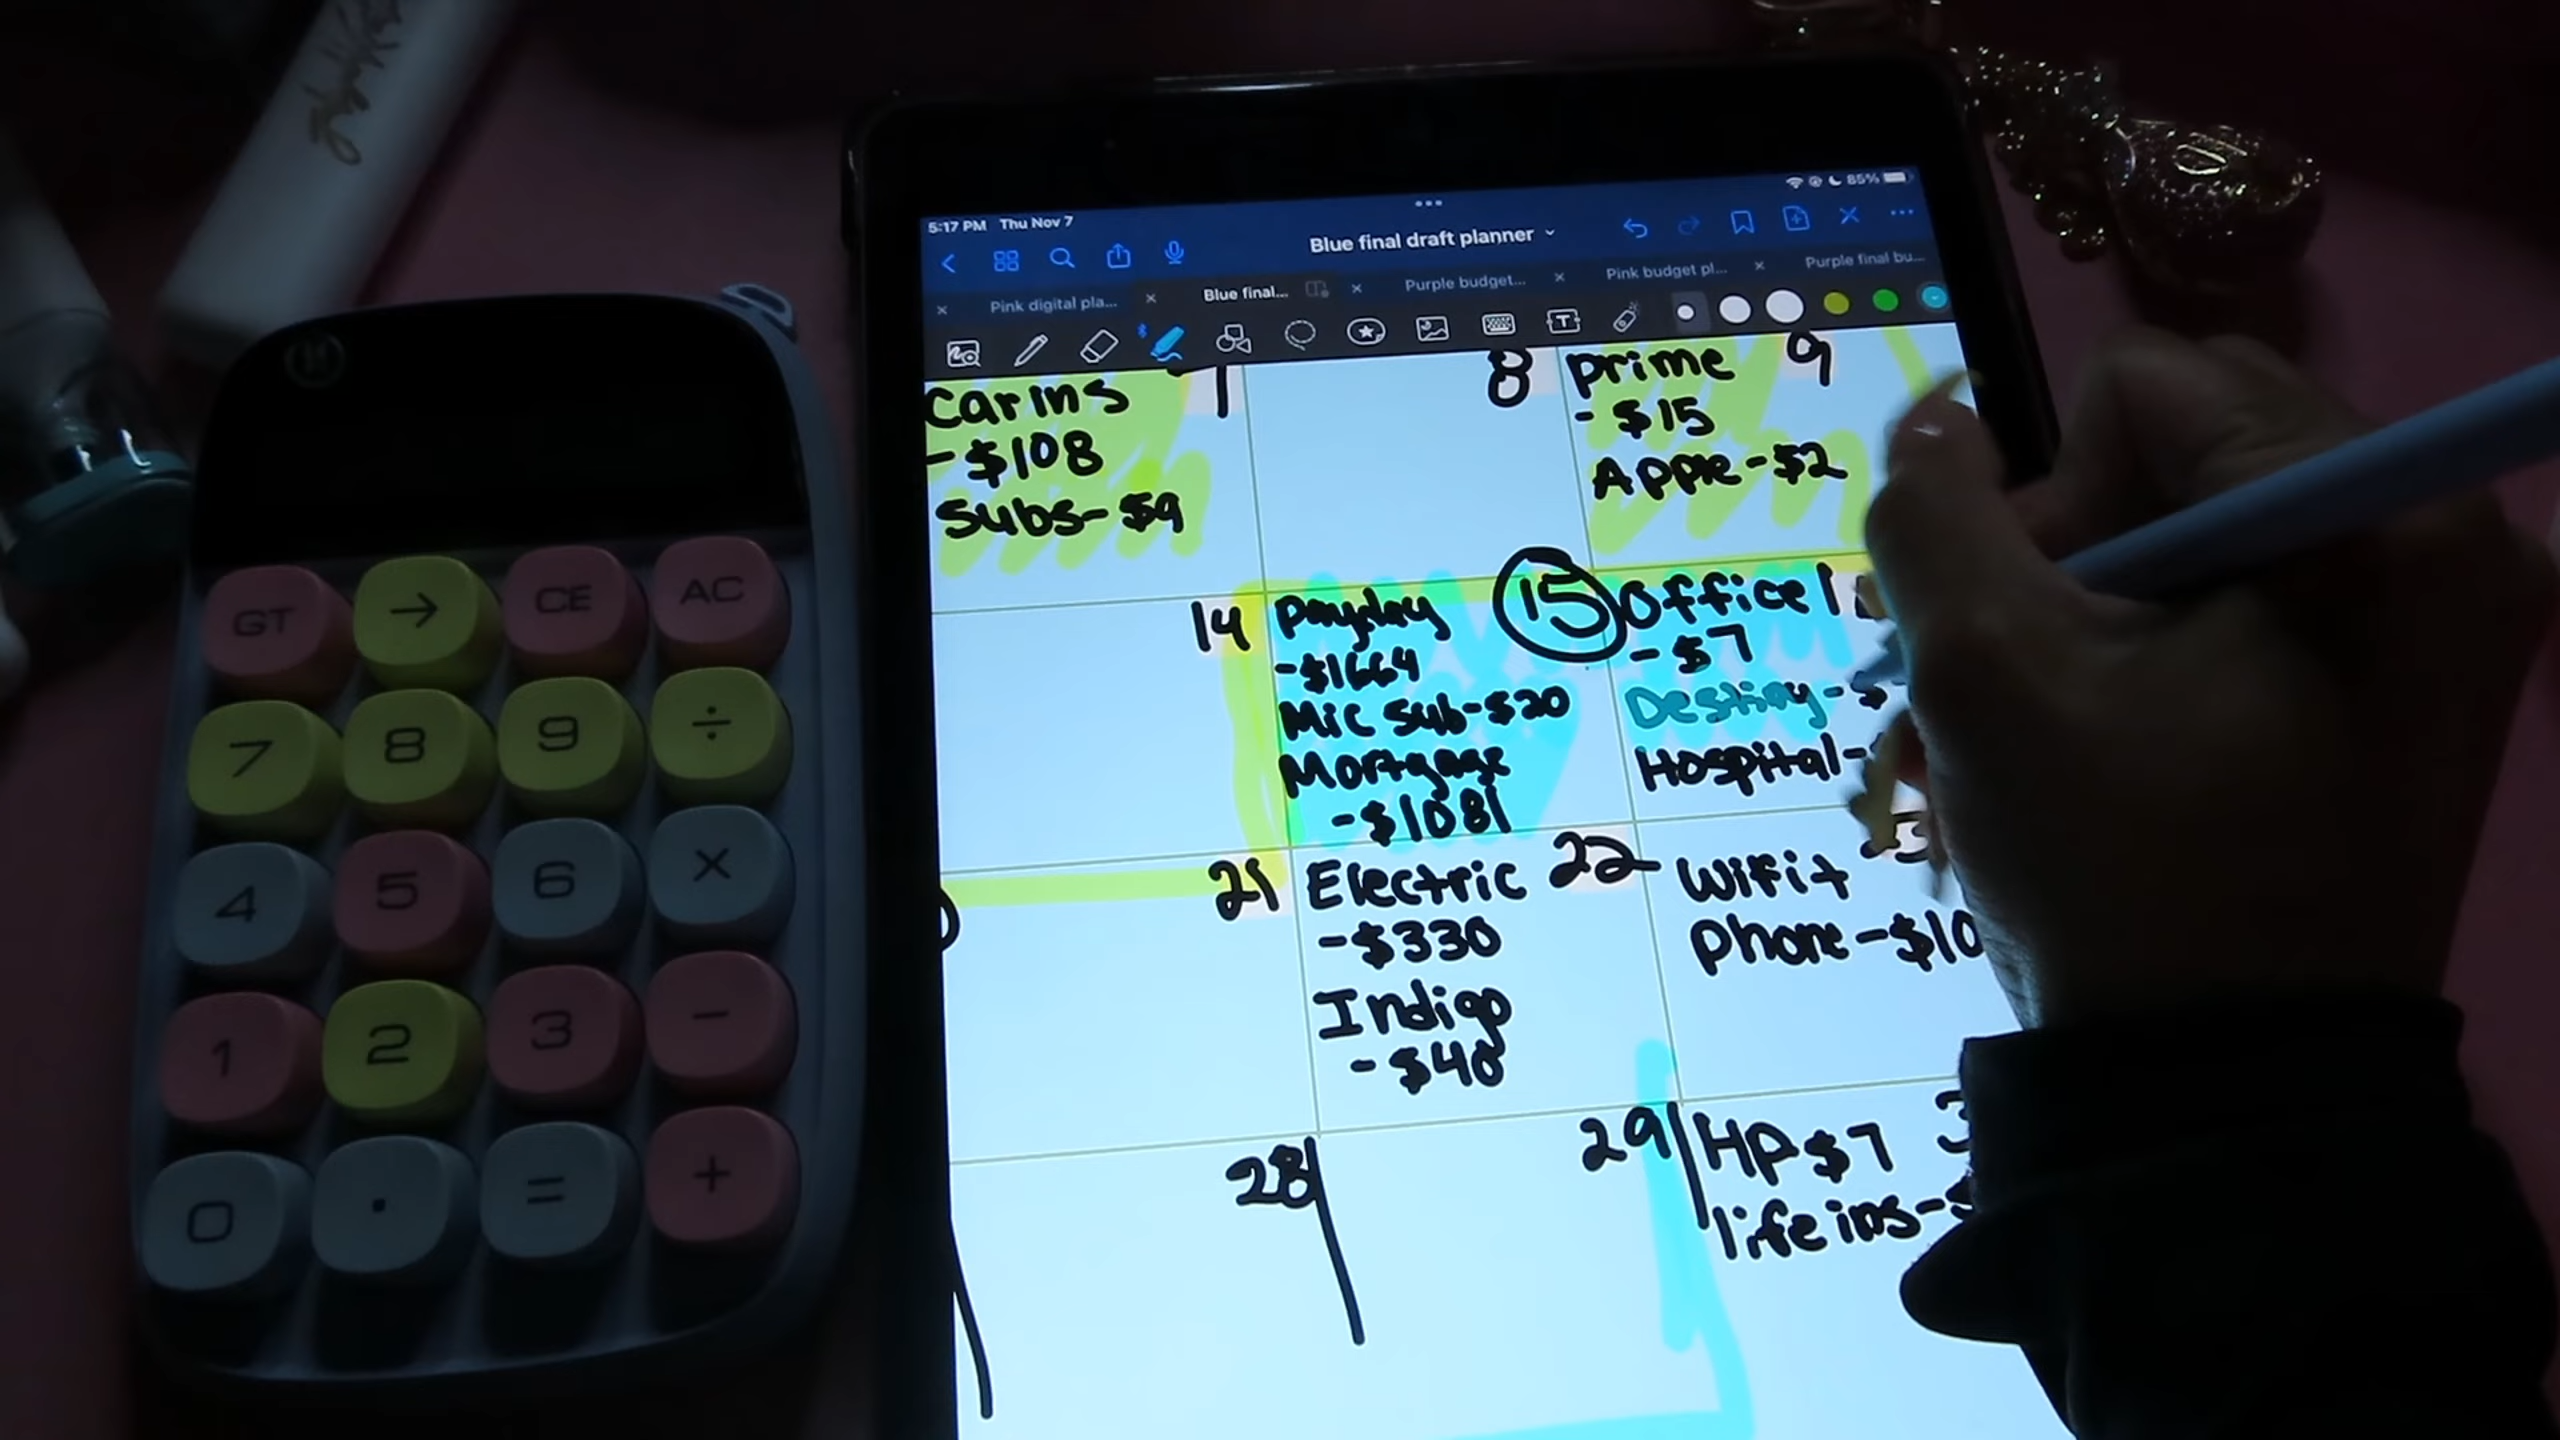 5:17 PM Thu Nov 7
85%
Blue final draft planner
Pink digital pla...
Blue final...
Purple budget...
Pink budget pl...
Purple final bu...
Car ins
-$108
Subs-$9
8
prime 9
-$15
Apple-$2
14
Payday 15
-$1664
Mic Sub-$20
Mortgage
-$1081
Office
-$7
Destiny-$
Hospital-
21
Electric 22
-$330
Indigo
-$40
Wifi+
Phone-$10
28
29
HP $7
life ins-$
GT → CE AC
7 8 9 ÷
4 5 6 ×
1 2 3 -
0 . = +